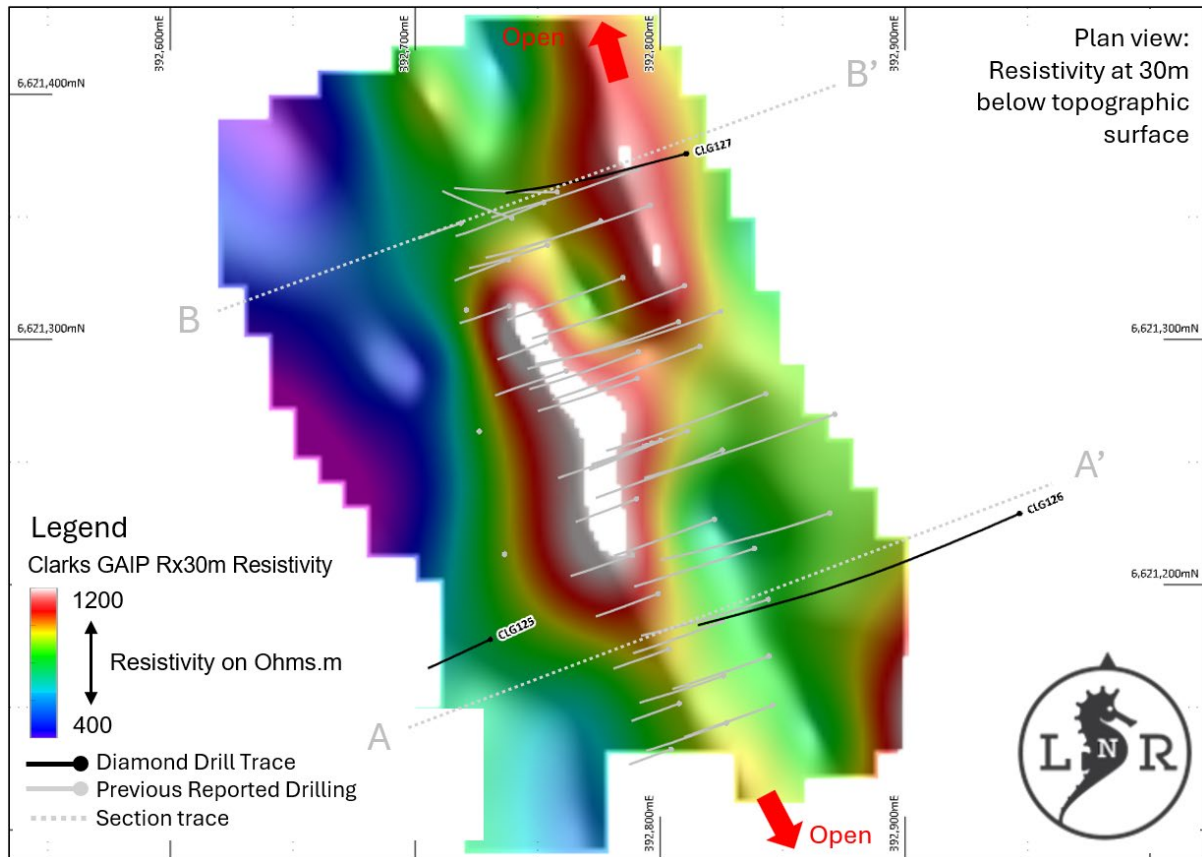 392,600mE
392,700mE
Open
392,800mE
392,900mE
Plan view:
Resistivity at 30m
below topographic
surface
6,621,400mN
B'
CLG127
B
6,621,300mN
6,621,300mN
A'
CLG126
Legend
Clarks GAIP Rx30m Resistivity
1200
Resistivity on Ohms.m
400
6,621,200mN
CLG125
A
Diamond Drill Trace
Previous Reported Drilling
Section trace
392,800mE
392,900mE
Open
L N R